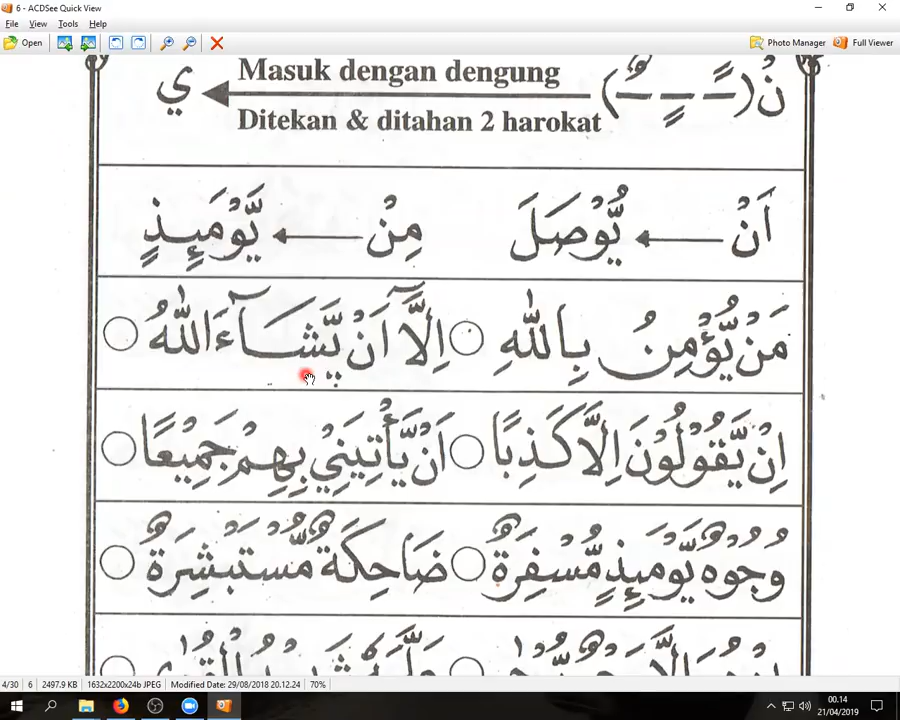 6 - ACDSee Quick View
File View Tools Help
Open Photo Manager Full Viewer
Masuk dengan dengung
نْ (ـًـ ـٍـ ـٌـ) ي
Ditekan & ditahan 2 harokat
اَنْ يُّوْصَلَ مِنْ يَّوْمَئِذٍ
مَنْ يُّؤْمِنُ بِاللّٰهِ اِلَّآ اَنْ يَّشَآءَ اللّٰهُ
اِنْ يَّقُوْلُوْنَ اِلَّا كَذِبًا اَنْ يَّأْتِيَنِيْ بِهِمْ جَمِيْعًا
وُجُوْهٌ يَّوْمَئِذٍ مُّسْفِرَةٌ ضَاحِكَةٌ مُّسْتَبْشِرَةٌ
4/30 6 2497.9 KB 1632x2200x24b JPEG Modified Date: 29/08/2018 20.12.24 70%
00.14
21/04/2019